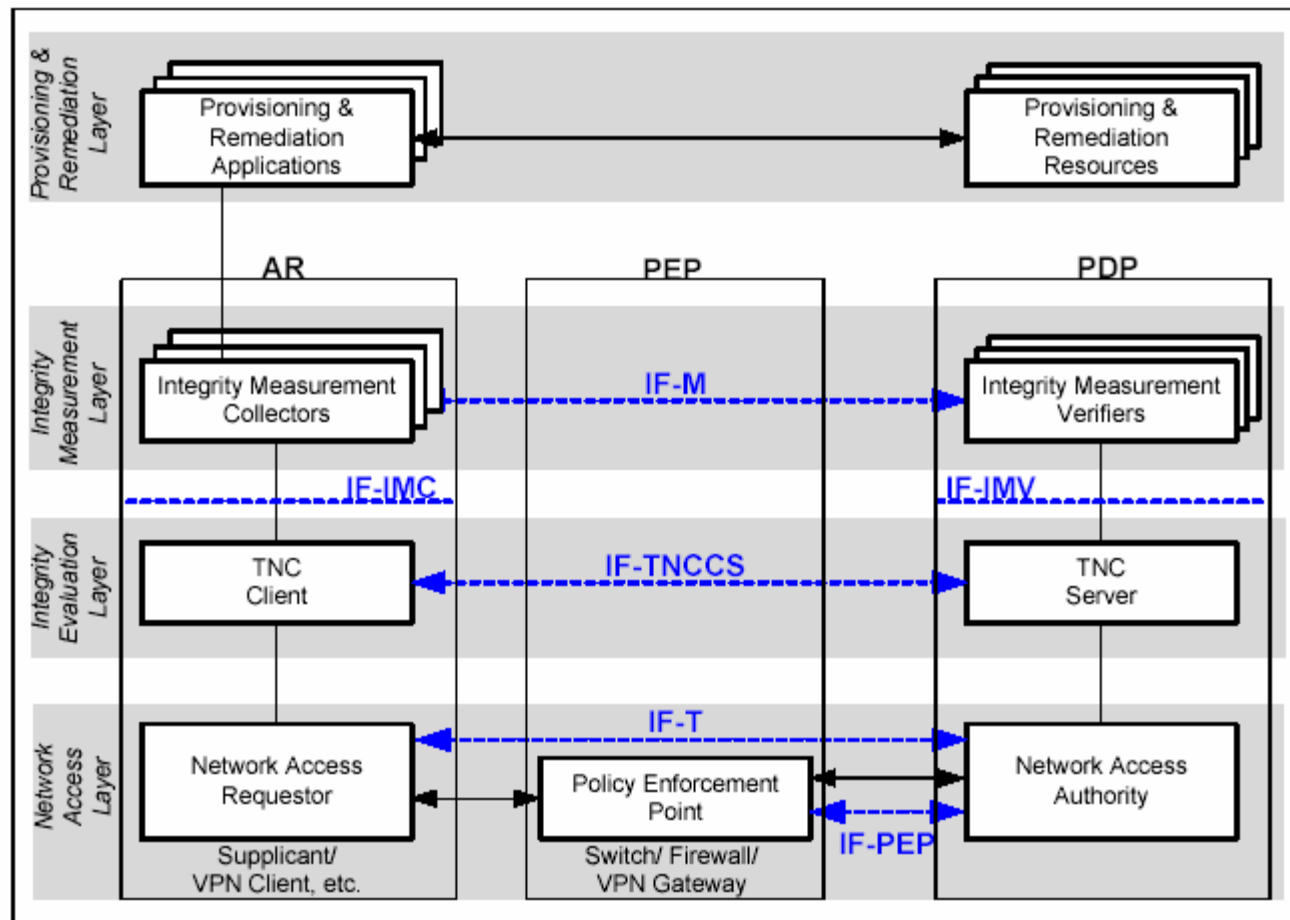 Provisioning &
Remediation
Layer
Provisioning &
Remediation
Applications
Provisioning &
Remediation
Resources
AR
PEP
PDP
Integrity
Measurement
Layer
Integrity Measurement
Collectors
IF-M
Integrity Measurement
Verifiers
IF-IMC
IF-IMV
Integrity
Evaluation
Layer
TNC
Client
IF-TNCCS
TNC
Server
Network
Access
Layer
Network Access
Requestor
IF-T
Policy Enforcement
Point
Network Access
Authority
IF-PEP
Supplicant/
VPN Client, etc.
Switch/ Firewall/
VPN Gateway